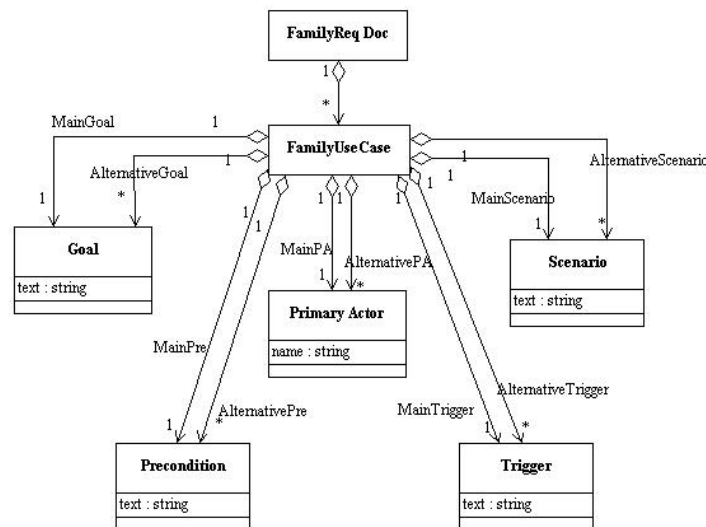 FamilyReq Doc
1
*
MainGoal
1
FamilyUseCase
AlternativeGoal
1
1
*
1
1
1
1
1
1
1
1
AlternativeScenario
MainScenario
1
*
Goal
text : string
MainPA
1
AlternativePA
*
Scenario
text : string
Primary Actor
name : string
MainPre
AlternativePre
1
*
AlternativeTrigger
MainTrigger
1
*
Precondition
text : string
Trigger
text : string